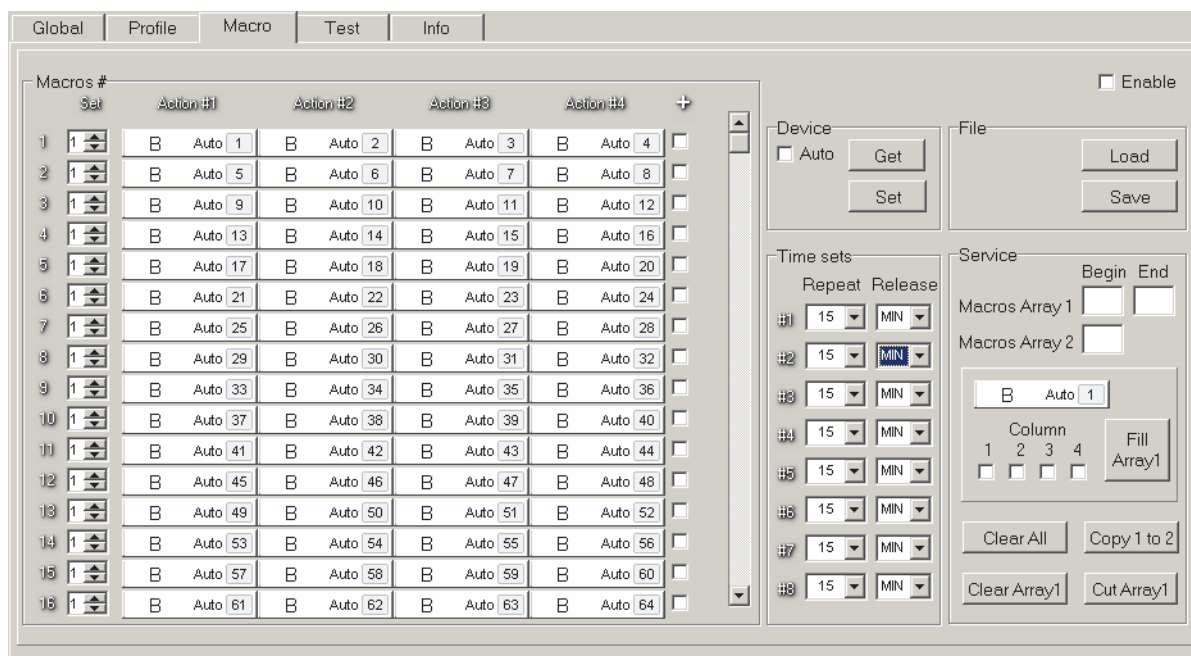 Global Profile Macro Test Info
Macros #
Set Action #1 Action #2 Action #3 Action #4 +
1 1 B Auto 1 B Auto 2 B Auto 3 B Auto 4
2 1 B Auto 5 B Auto 6 B Auto 7 B Auto 8
3 1 B Auto 9 B Auto 10 B Auto 11 B Auto 12
4 1 B Auto 13 B Auto 14 B Auto 15 B Auto 16
5 1 B Auto 17 B Auto 18 B Auto 19 B Auto 20
6 1 B Auto 21 B Auto 22 B Auto 23 B Auto 24
7 1 B Auto 25 B Auto 26 B Auto 27 B Auto 28
8 1 B Auto 29 B Auto 30 B Auto 31 B Auto 32
9 1 B Auto 33 B Auto 34 B Auto 35 B Auto 36
10 1 B Auto 37 B Auto 38 B Auto 39 B Auto 40
11 1 B Auto 41 B Auto 42 B Auto 43 B Auto 44
12 1 B Auto 45 B Auto 46 B Auto 47 B Auto 48
13 1 B Auto 49 B Auto 50 B Auto 51 B Auto 52
14 1 B Auto 53 B Auto 54 B Auto 55 B Auto 56
15 1 B Auto 57 B Auto 58 B Auto 59 B Auto 60
16 1 B Auto 61 B Auto 62 B Auto 63 B Auto 64
Enable
Device
Auto Get
Set
File
Load
Save
Time sets
Repeat Release
#1 15 MIN
#2 15 MIN
#3 15 MIN
#4 15 MIN
#5 15 MIN
#6 15 MIN
#7 15 MIN
#8 15 MIN
Service
Begin End
Macros Array 1
Macros Array 2
B Auto 1
Column
1 2 3 4
Fill
Array1
Clear All Copy 1 to 2
Clear Array1 Cut Array1